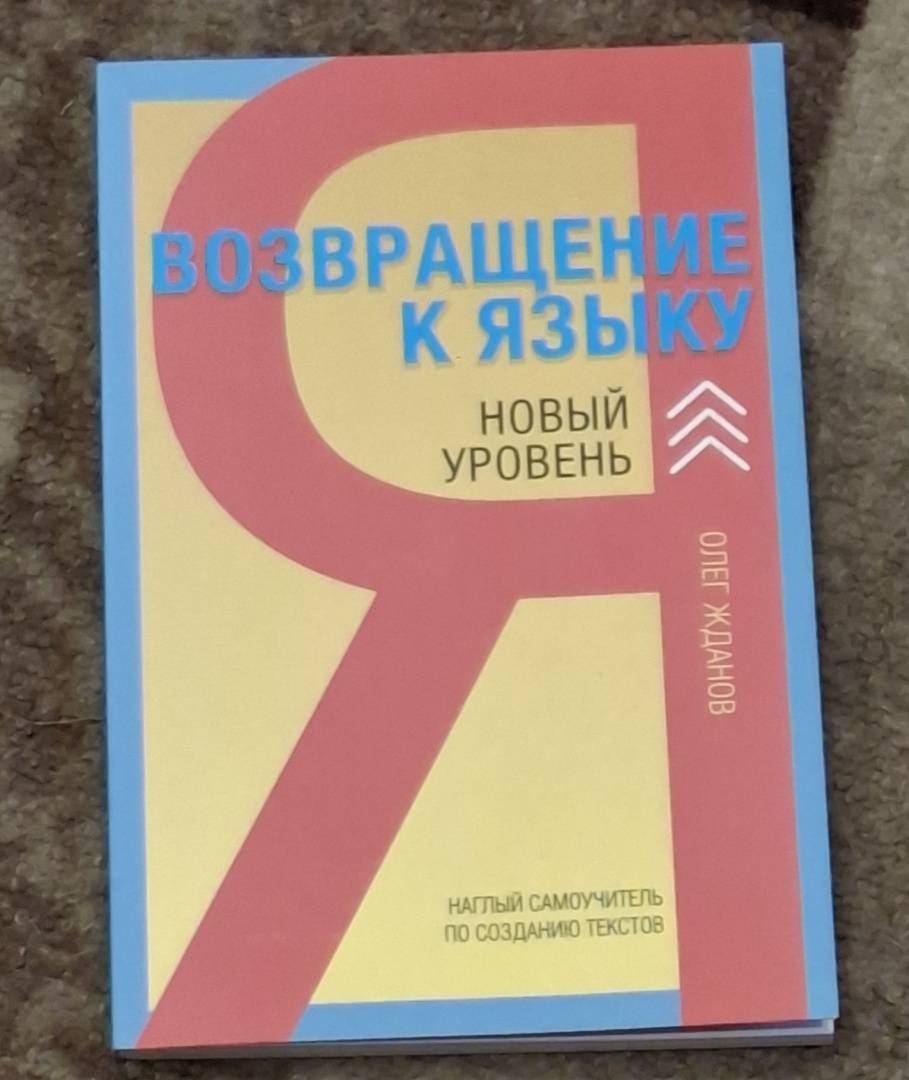 ВОЗВРАЩЕНИЕ
К ЯЗЫКУ
НОВЫЙ
УРОВЕНЬ
ОЛЕГ ЖДАНОВ
НАГЛЫЙ САМОУЧИТЕЛЬ
ПО СОЗДАНИЮ ТЕКСТОВ
Я